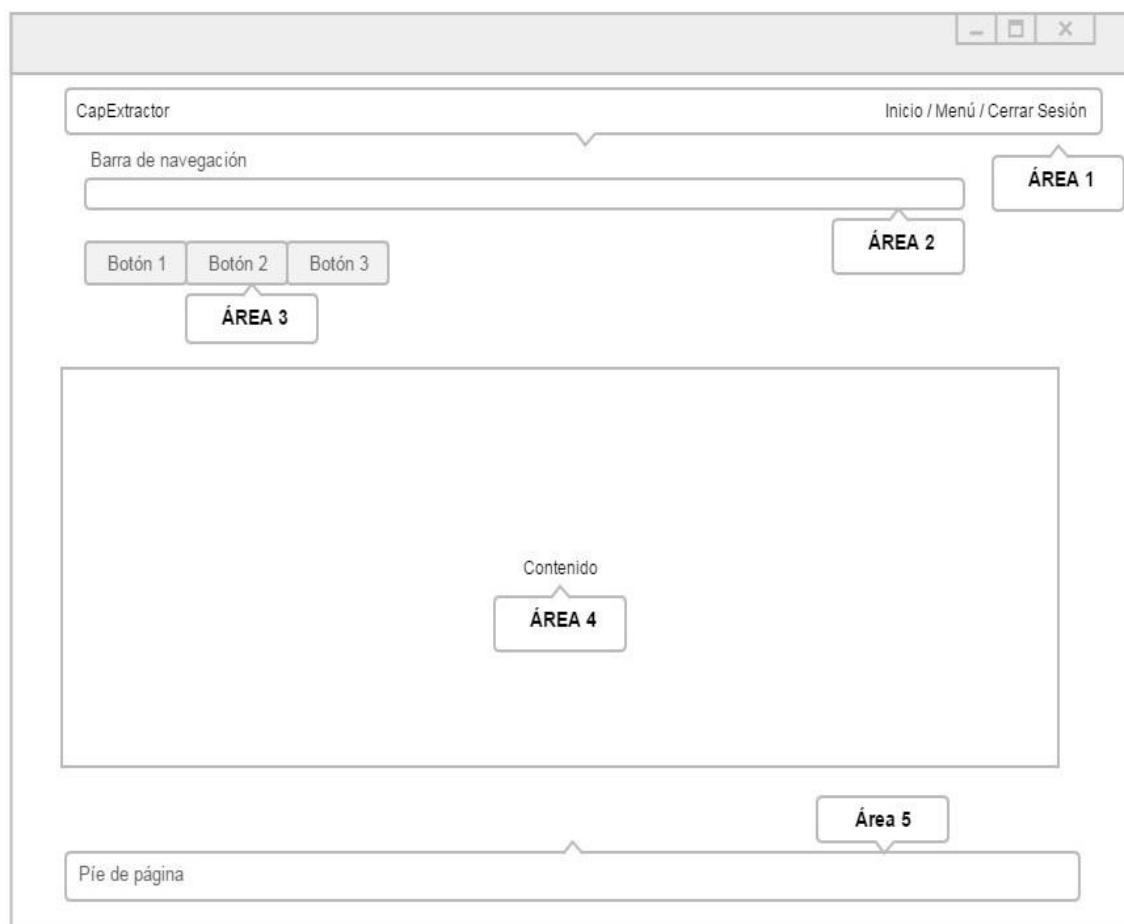 CapExtractor Inicio / Menú / Cerrar Sesión
Barra de navegación
ÁREA 1
ÁREA 2
Botón 1 Botón 2 Botón 3
ÁREA 3
Contenido
ÁREA 4
Área 5
Píe de página